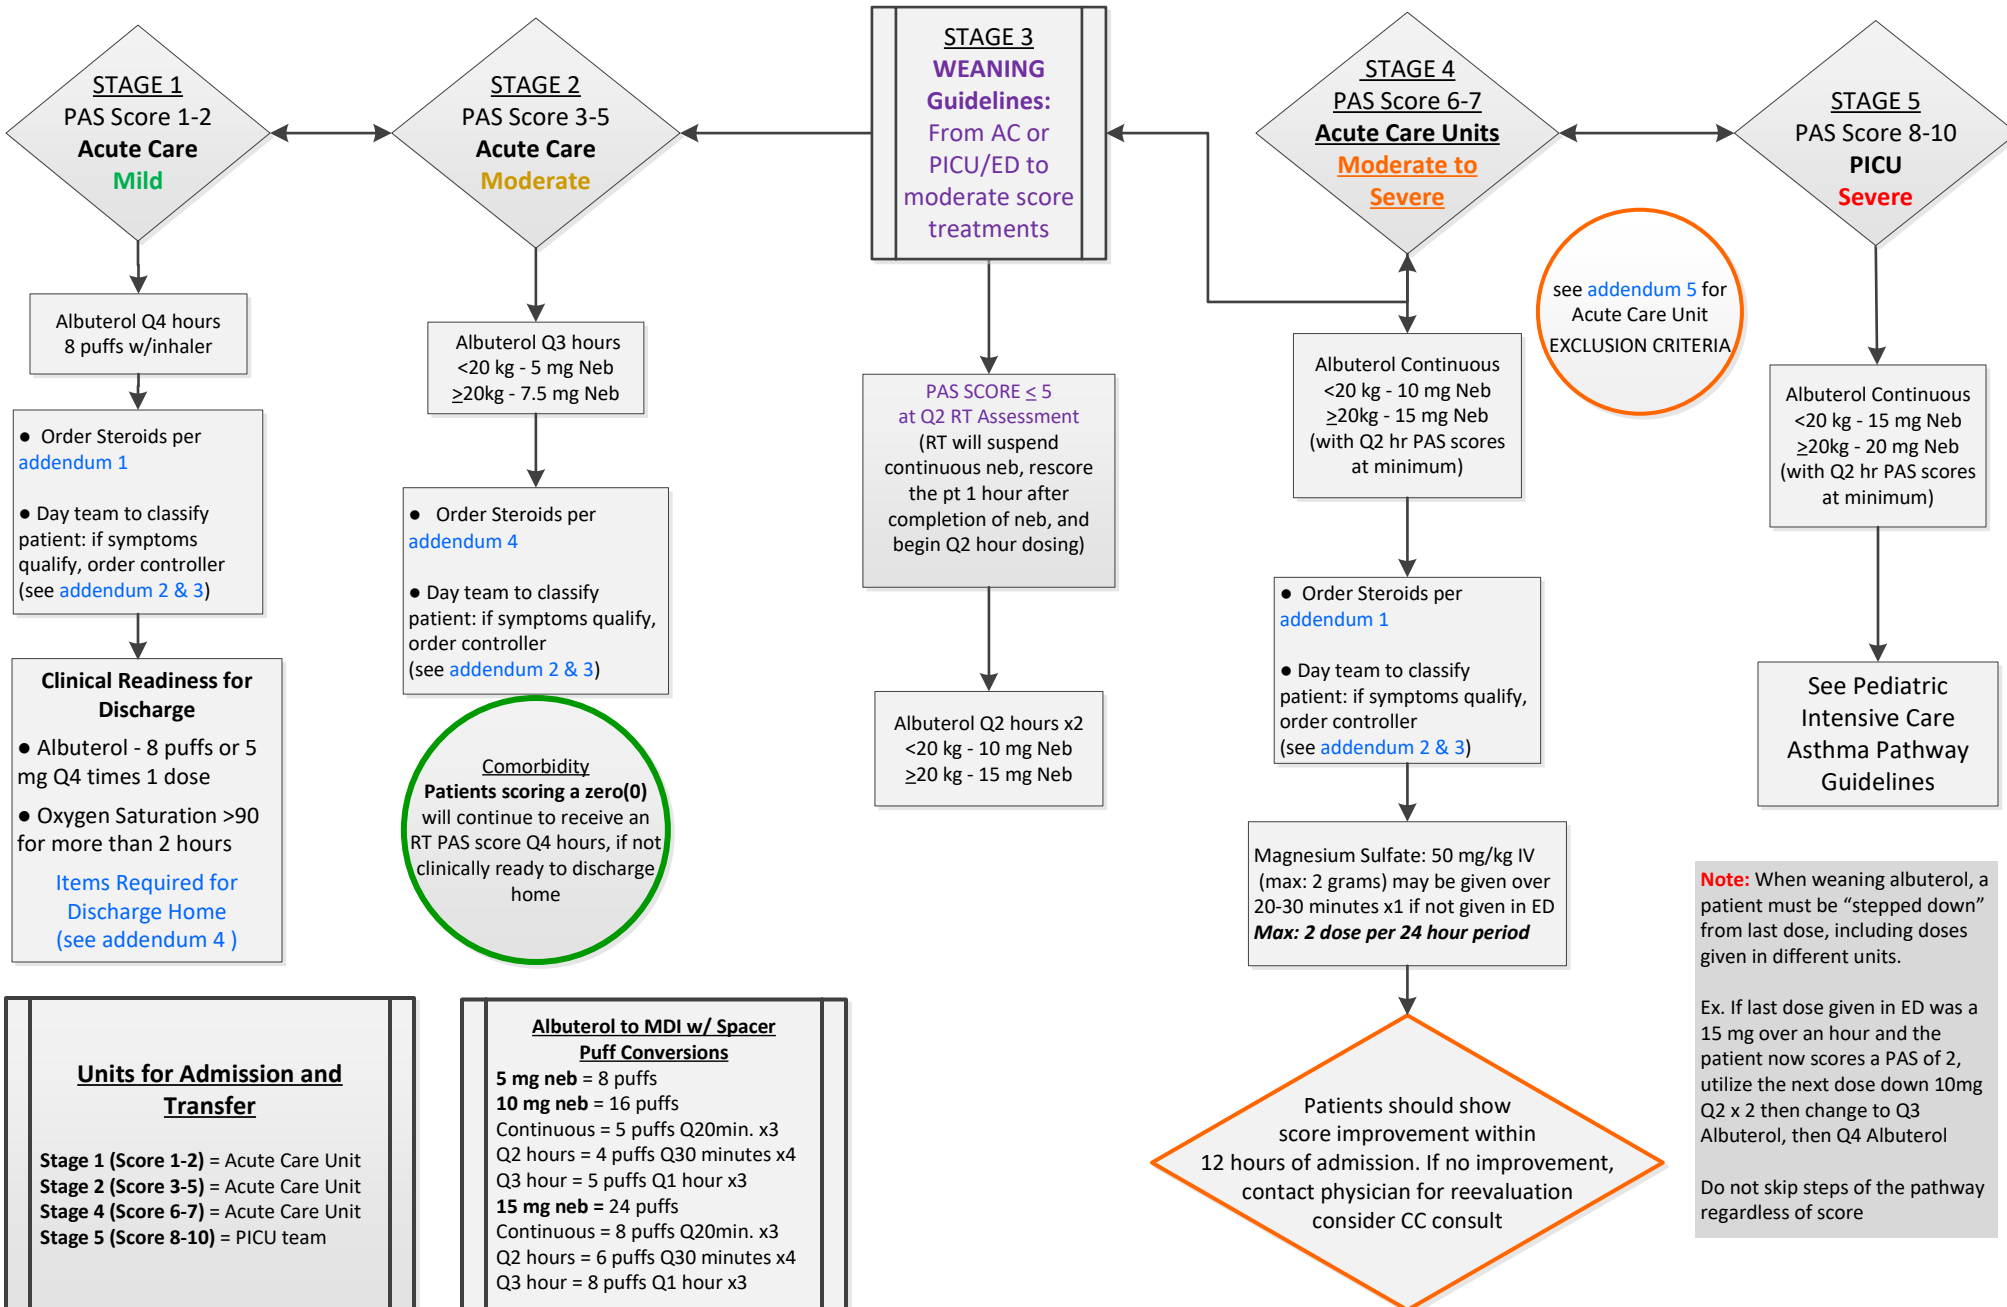 STAGE 1
PAS Score 1-2
Acute Care
Mild
Albuterol Q4 hours
8 puffs w/inhaler
● Order Steroids per
addendum 1
● Day team to classify
patient: if symptoms
qualify, order controller
(see addendum 2 & 3)
Clinical Readiness for
Discharge
● Albuterol - 8 puffs or 5
mg Q4 times 1 dose
● Oxygen Saturation >90
for more than 2 hours
Items Required for
Discharge Home
(see addendum 4 )
STAGE 2
PAS Score 3-5
Acute Care
Moderate
Albuterol Q3 hours
<20 kg - 5 mg Neb
≥20kg - 7.5 mg Neb
● Order Steroids per
addendum 4
● Day team to classify
patient: if symptoms qualify,
order controller
(see addendum 2 & 3)
Comorbidity
Patients scoring a zero(0)
will continue to receive an
RT PAS score Q4 hours, if not
clinically ready to discharge
home
STAGE 3
WEANING
Guidelines:
From AC or
PICU/ED to
moderate score
treatments
PAS SCORE ≤ 5
at Q2 RT Assessment
(RT will suspend
continuous neb, rescore
the pt 1 hour after
completion of neb, and
begin Q2 hour dosing)
Albuterol Q2 hours x2
<20 kg - 10 mg Neb
≥20 kg - 15 mg Neb
STAGE 4
PAS Score 6-7
Acute Care Units
Moderate to
Severe
see addendum 5 for
Acute Care Unit
EXCLUSION CRITERIA
Albuterol Continuous
<20 kg - 10 mg Neb
≥20kg - 15 mg Neb
(with Q2 hr PAS scores
at minimum)
● Order Steroids per
addendum 1
● Day team to classify
patient: if symptoms qualify,
order controller
(see addendum 2 & 3)
Magnesium Sulfate: 50 mg/kg IV
(max: 2 grams) may be given over
20-30 minutes x1 if not given in ED
Max: 2 dose per 24 hour period
Patients should show
score improvement within
12 hours of admission. If no improvement,
contact physician for reevaluation
consider CC consult
STAGE 5
PAS Score 8-10
PICU
Severe
Albuterol Continuous
<20 kg - 15 mg Neb
≥20kg - 20 mg Neb
(with Q2 hr PAS scores
at minimum)
See Pediatric
Intensive Care
Asthma Pathway
Guidelines
Note: When weaning albuterol, a
patient must be “stepped down”
from last dose, including doses
given in different units.
Ex. If last dose given in ED was a
15 mg over an hour and the
patient now scores a PAS of 2,
utilize the next dose down 10mg
Q2 x 2 then change to Q3
Albuterol, then Q4 Albuterol
Do not skip steps of the pathway
regardless of score
Units for Admission and
Transfer
Stage 1 (Score 1-2) = Acute Care Unit
Stage 2 (Score 3-5) = Acute Care Unit
Stage 4 (Score 6-7) = Acute Care Unit
Stage 5 (Score 8-10) = PICU team
Albuterol to MDI w/ Spacer
Puff Conversions
5 mg neb = 8 puffs
10 mg neb = 16 puffs
Continuous = 5 puffs Q20min. x3
Q2 hours = 4 puffs Q30 minutes x4
Q3 hour = 5 puffs Q1 hour x3
15 mg neb = 24 puffs
Continuous = 8 puffs Q20min. x3
Q2 hours = 6 puffs Q30 minutes x4
Q3 hour = 8 puffs Q1 hour x3